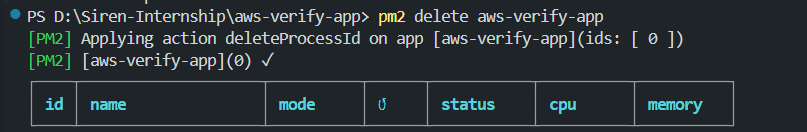 PS D:\Siren-Internship\aws-verify-app> pm2 delete aws-verify-app
[PM2] Applying action deleteProcessId on app [aws-verify-app](ids: [ 0 ])
[PM2] [aws-verify-app](0) ✓
id name mode ↺ status cpu memory